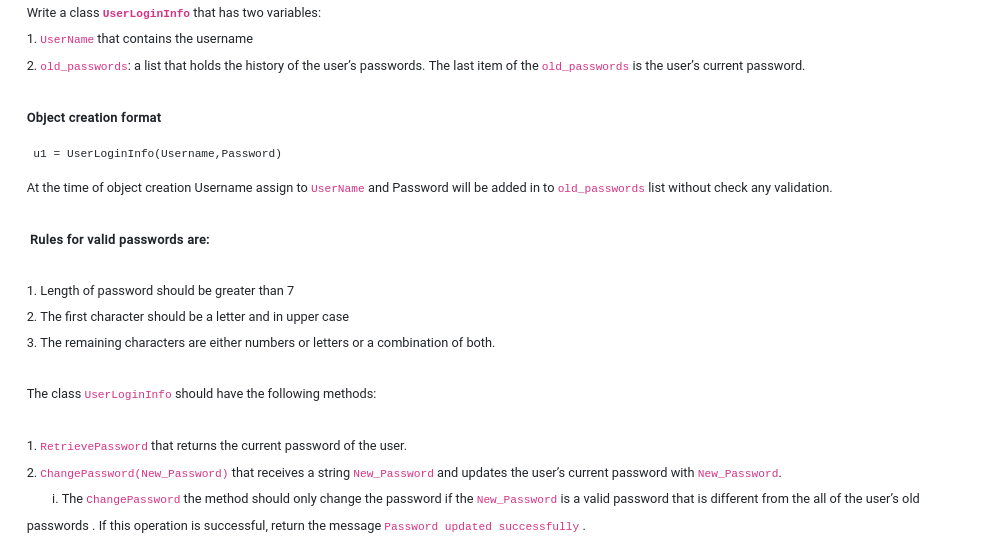 Write a class UserLoginInfo that has two variables:
1. UserName that contains the username
2. old_passwords: a list that holds the history of the user's passwords. The last item of the old_passwords is the user's current password.
Object creation format
u1 = UserLoginInfo(Username,Password)
At the time of object creation Username assign to UserName and Password will be added in to old_passwords list without check any validation.
Rules for valid passwords are:
1. Length of password should be greater than 7
2. The first character should be a letter and in upper case
3. The remaining characters are either numbers or letters or a combination of both.
The class UserLoginInfo should have the following methods:
1. RetrievePassword that returns the current password of the user.
2. ChangePassword(New_Password) that receives a string New_Password and updates the user's current password with New_Password.
i. The ChangePassword the method should only change the password if the New_Password is a valid password that is different from the all of the user's old
passwords . If this operation is successful, return the message Password updated successfully .